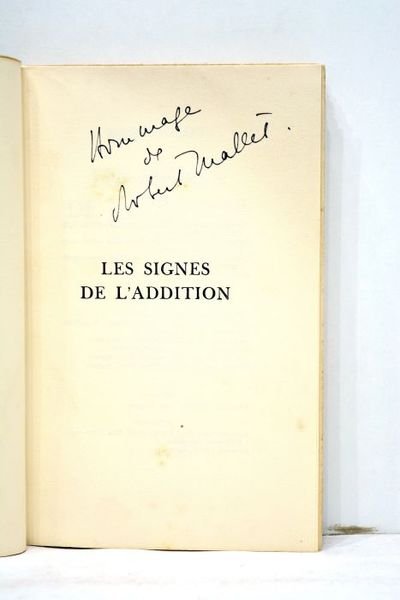 Hommage
de
Robert Mallet.
LES SIGNES
DE L'ADDITION